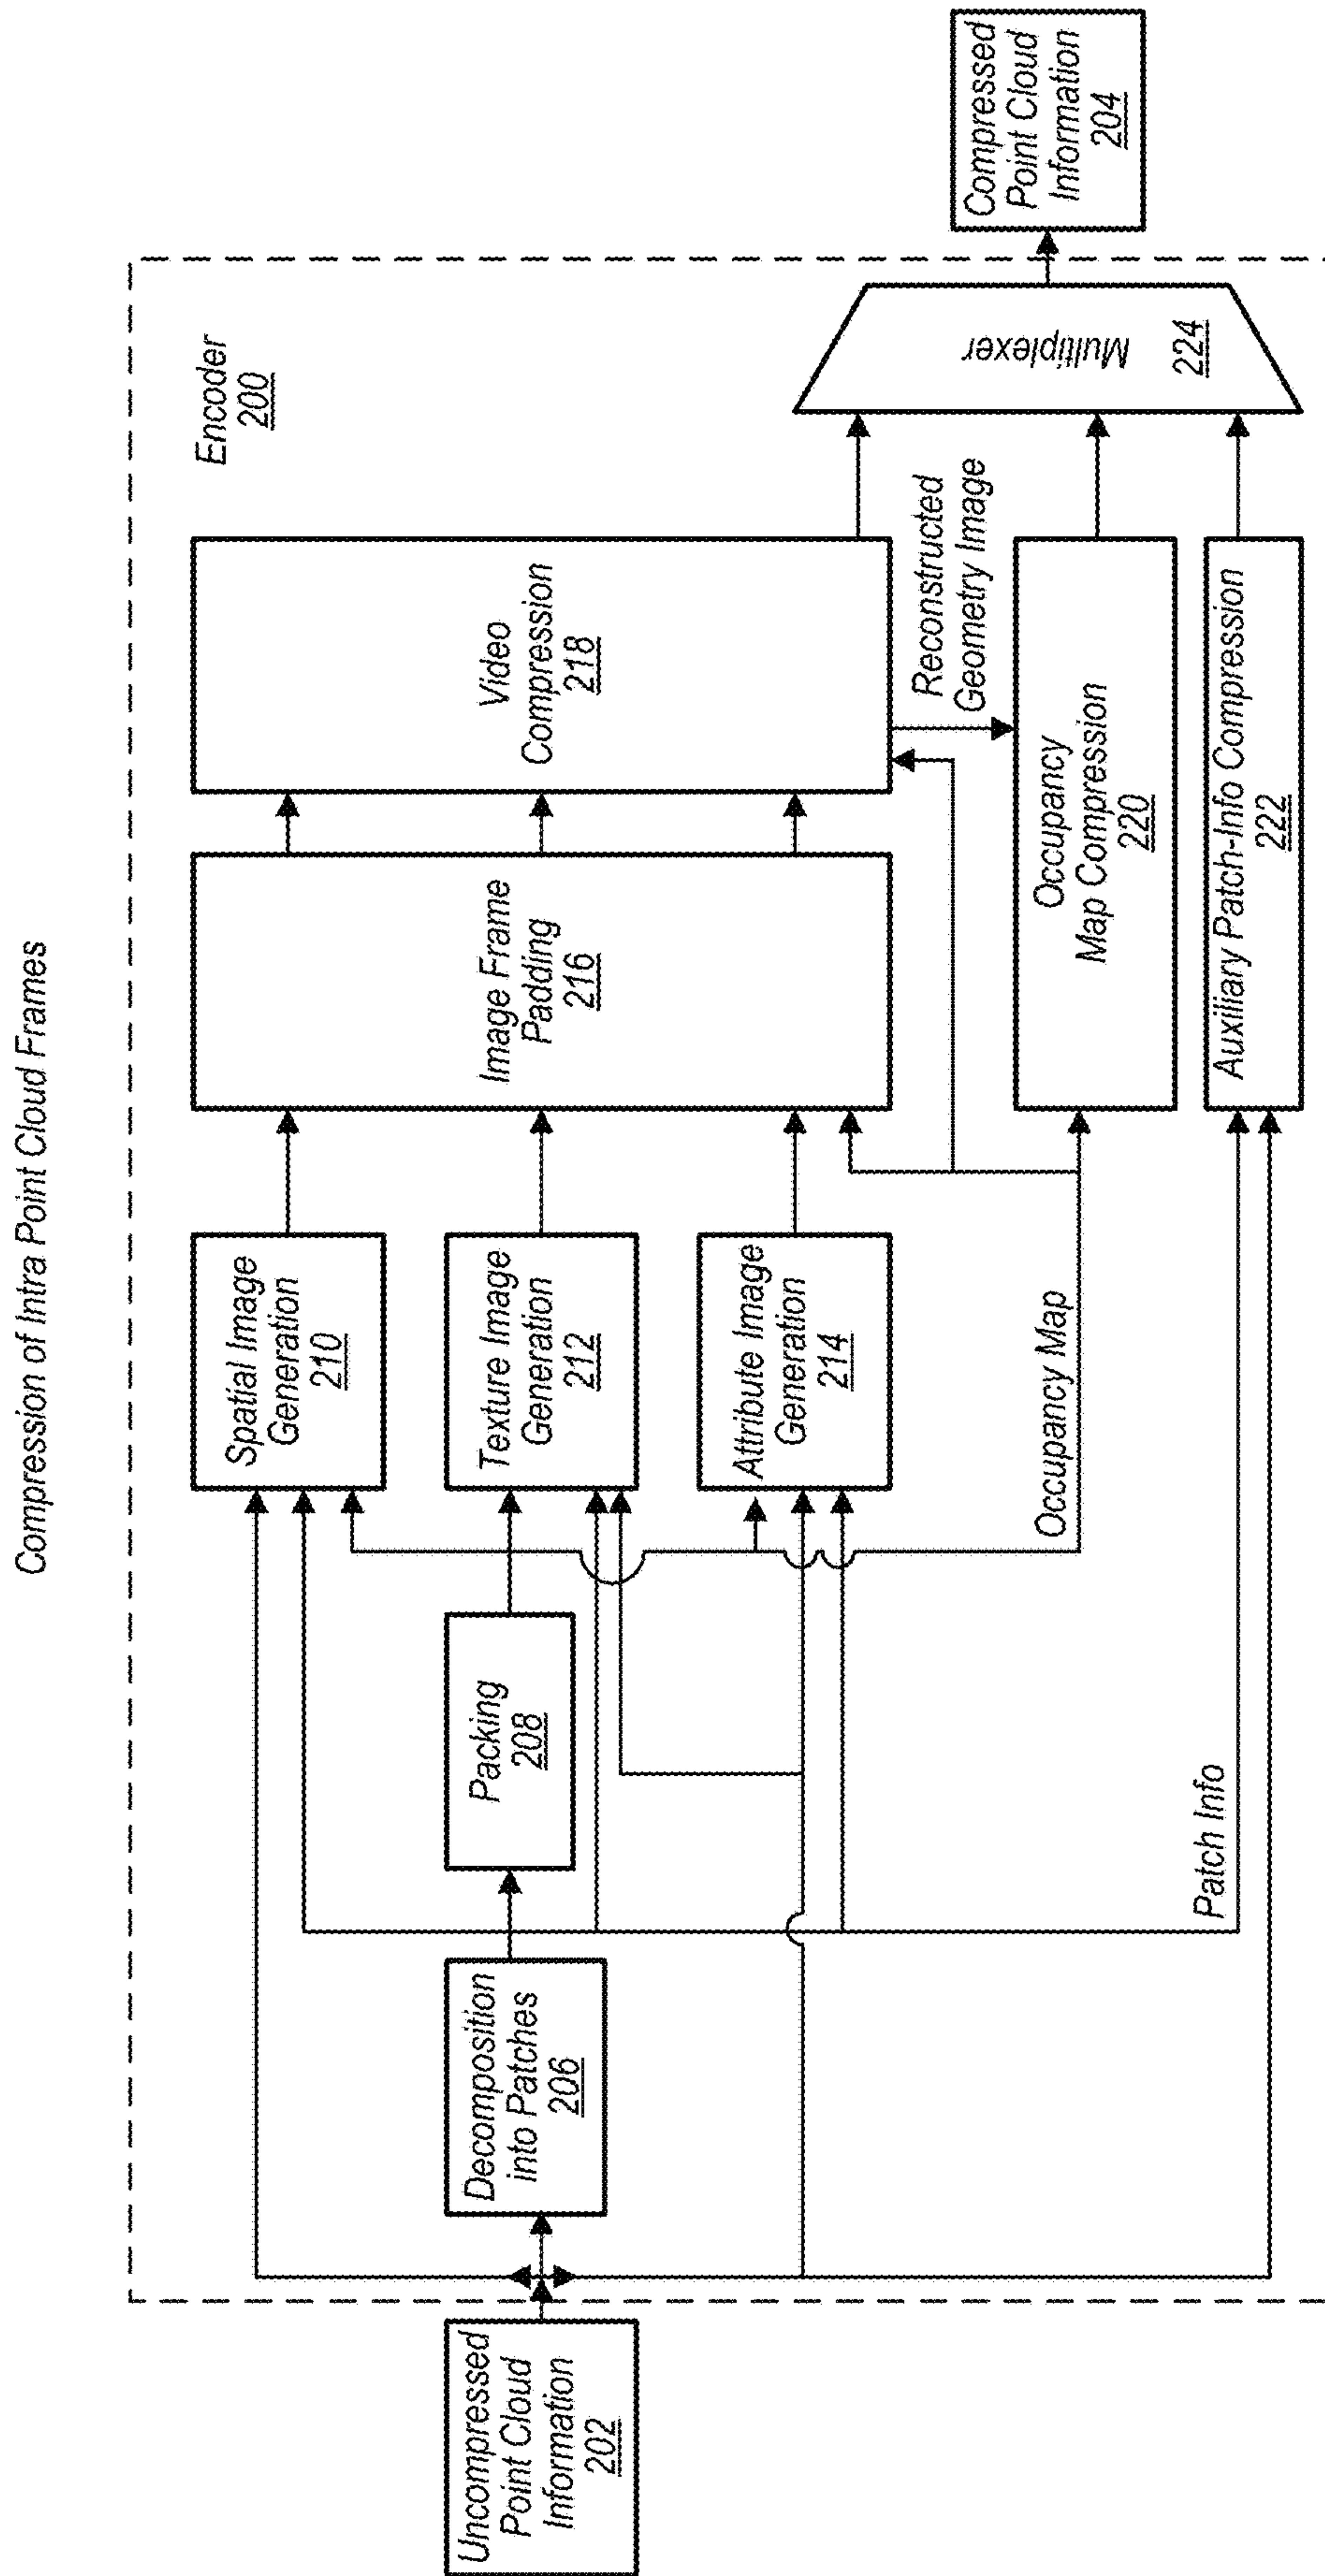 Compression of Intra Point Cloud Frames
Encoder
200
Uncompressed
Point Cloud
Information
202
Decomposition
into Patches
206
Packing
208
Spatial Image
Generation
210
Texture Image
Generation
212
Attribute Image
Generation
214
Image Frame
Padding
216
Video
Compression
218
Reconstructed
Geometry Image
Occupancy Map
Occupancy
Map Compression
220
Patch Info
Auxiliary Patch-Info Compression
222
Multiplexer
224
Compressed
Point Cloud
Information
204